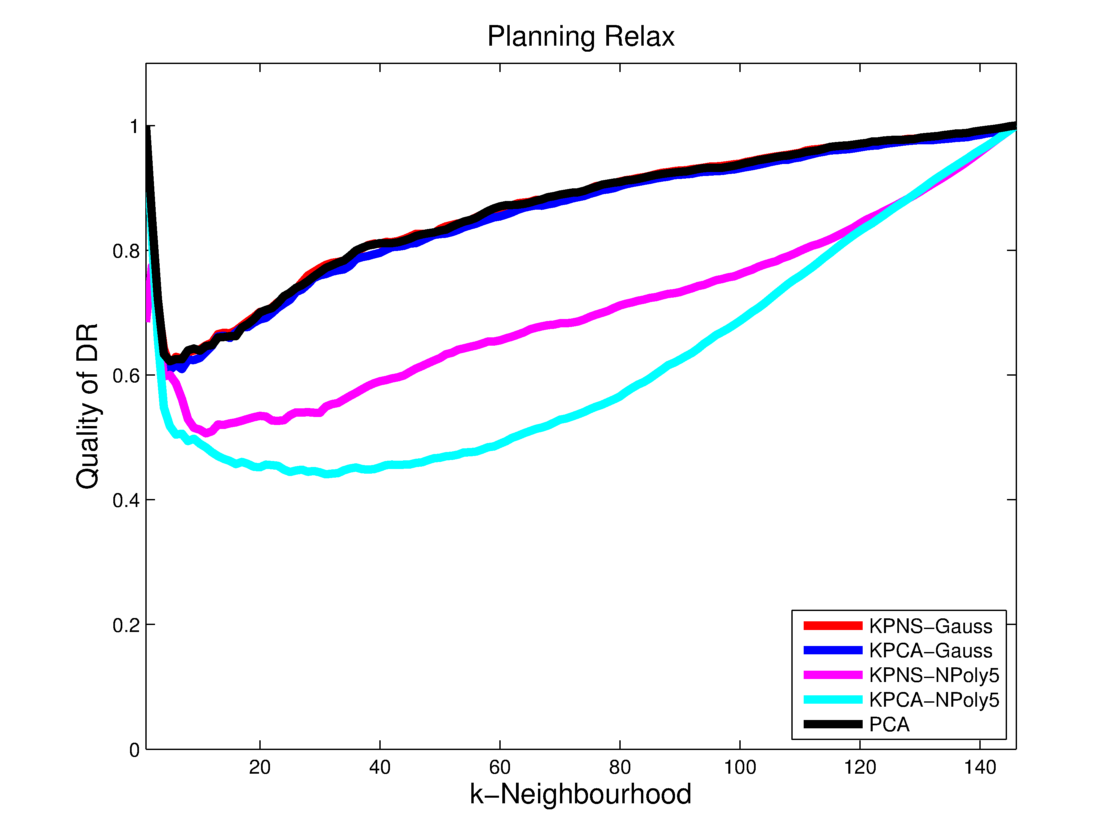 Planning Relax
Quality of DR
1
0.8
0.6
0.4
0.2
0
20 40 60 80 100 120 140
k−Neighbourhood
KPNS−Gauss
KPCA−Gauss
KPNS−NPoly5
KPCA−NPoly5
PCA